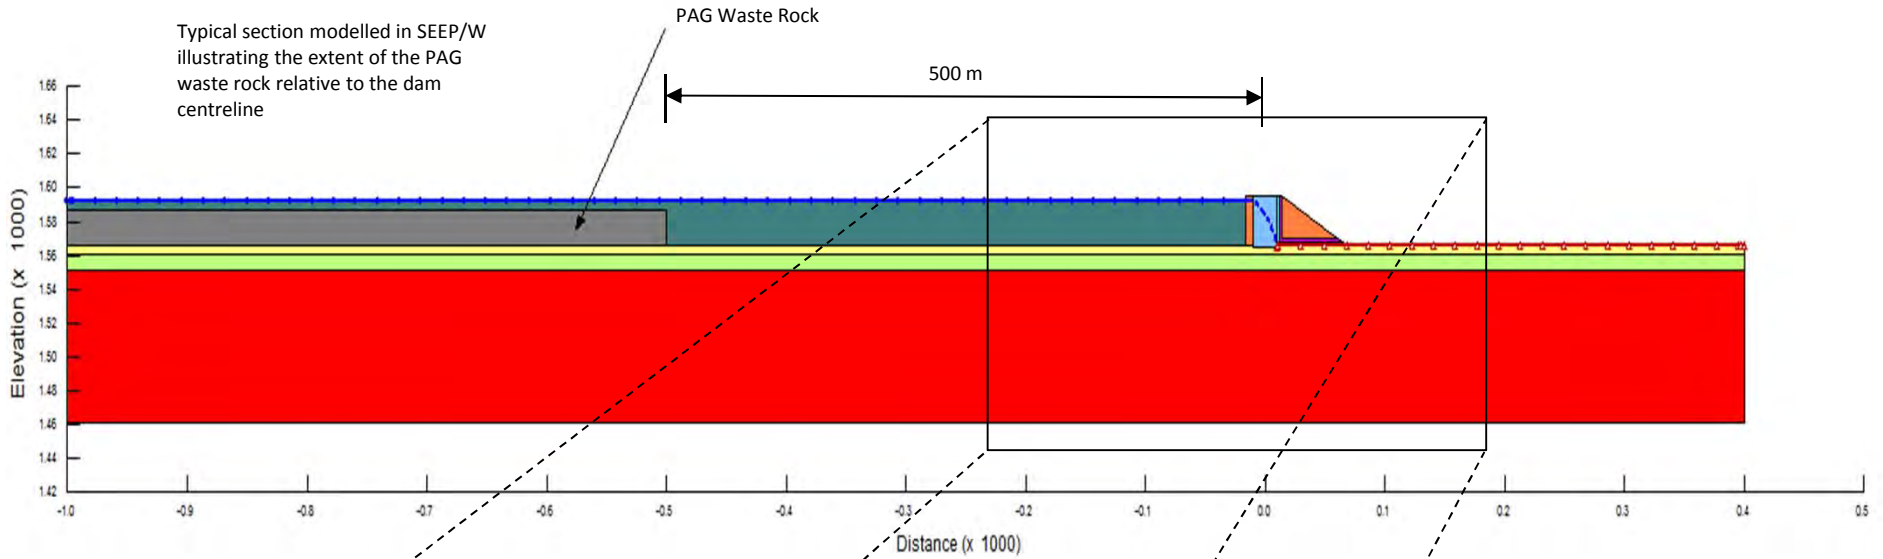 PAG Waste Rock
Typical section modelled in SEEP/W
illustrating the extent of the PAG
waste rock relative to the dam
centreline
500 m
1.66
1.64
1.62
1.60
1.58
1.56
1.54
1.52
1.50
1.48
1.46
1.44
1.42
Elevation (x 1000)
-1.0 -0.9 -0.8 -0.7 -0.6 -0.5 -0.4 -0.3 -0.2 -0.1 0.0 0.1 0.2 0.3 0.4 0.5
Distance (x 1000)